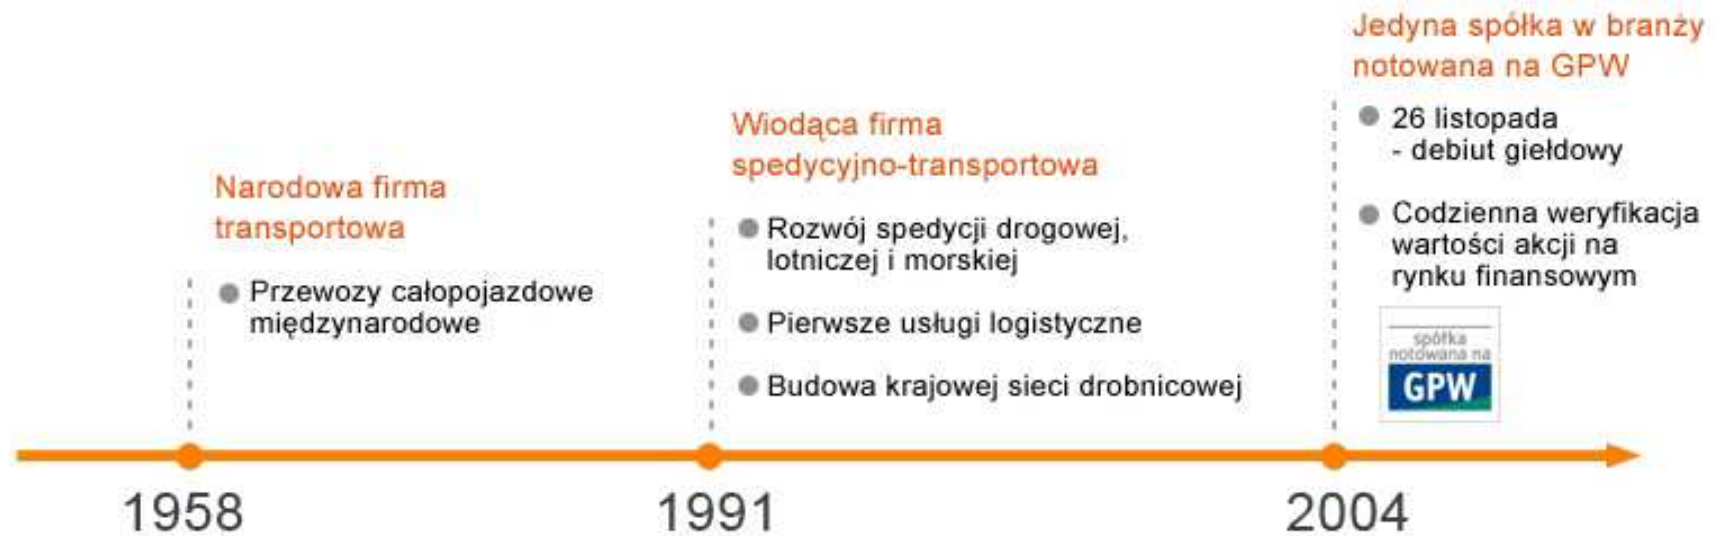 Narodowa firma
transportowa
Przewozy całopojazdowe
międzynarodowe
1958
Wiodąca firma
spedycyjno-transportowa
Rozwój spedycji drogowej,
lotniczej i morskiej
Pierwsze usługi logistyczne
Budowa krajowej sieci drobnicowej
1991
Jedyna spółka w branży
notowana na GPW
26 listopada
- debiut giełdowy
Codzienna weryfikacja
wartości akcji na
rynku finansowym
spółka
notowana na
GPW
2004